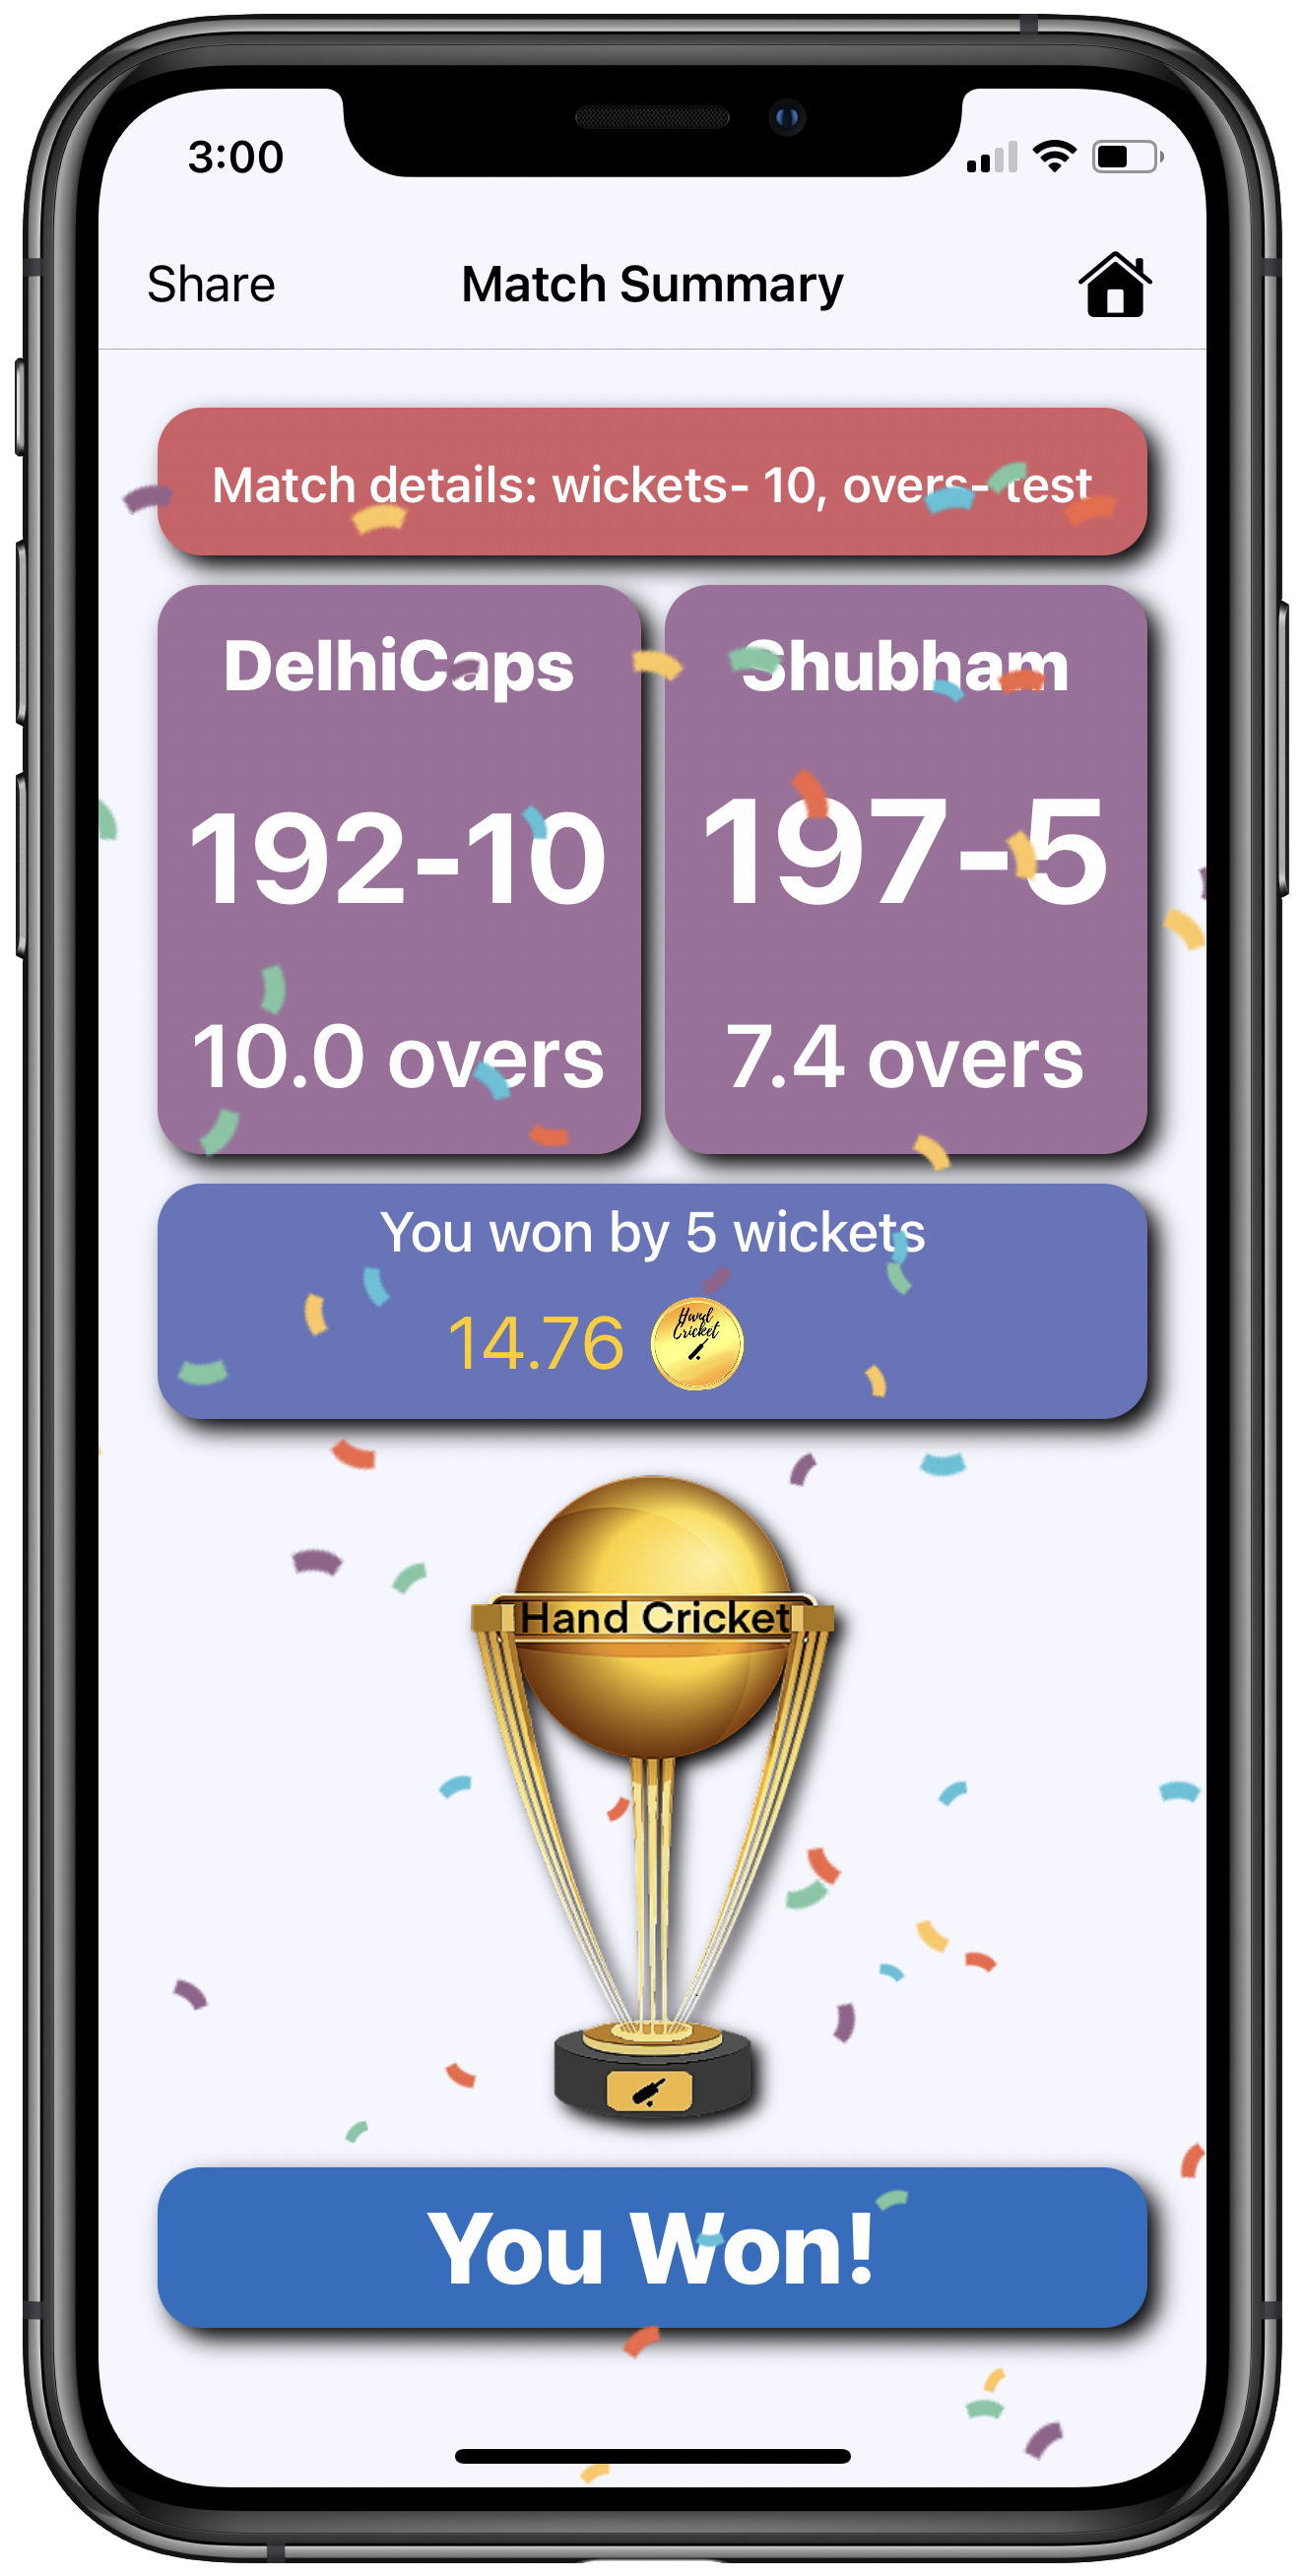 3:00
Share Match Summary
Match details: wickets- 10, overs- test
DelhiCaps
192-10
10.0 overs
Shubham
197-5
7.4 overs
You won by 5 wickets
14.76
Hand
Cricket
Hand Cricket
You Won!